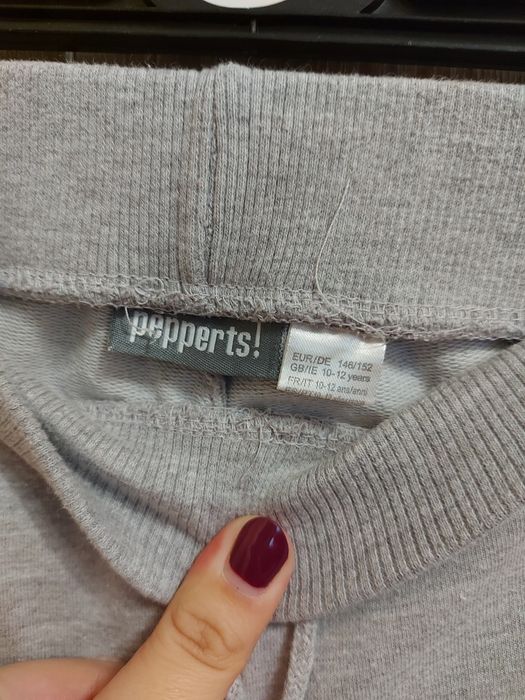 pepperts!
EUR/DE 146/152
GB/IE 10-12 years
FR/IT 10-12 ans/anni